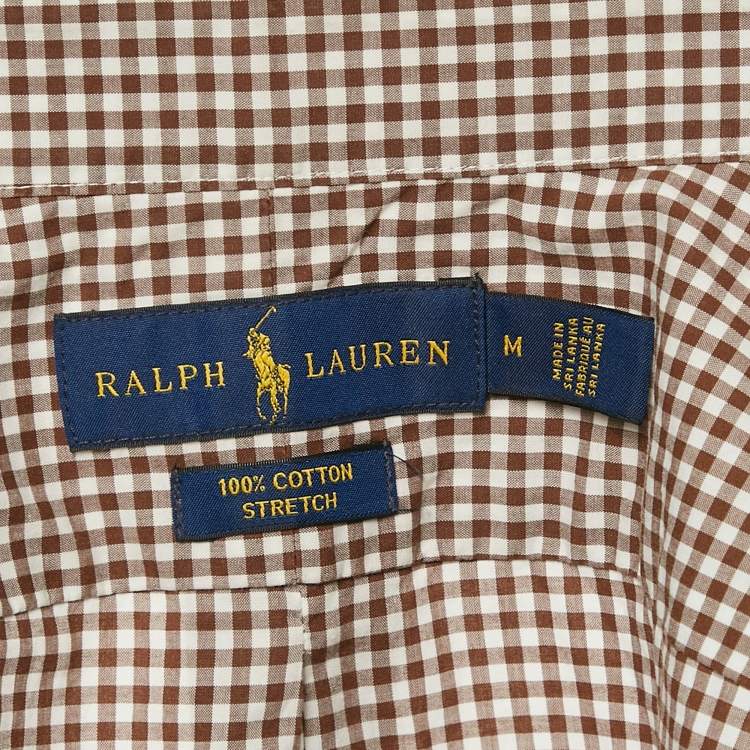 RALPH LAUREN
M
MADE IN
SRI LANKA
FABRIQUÉ AU
SRI LANKA
100% COTTON
STRETCH